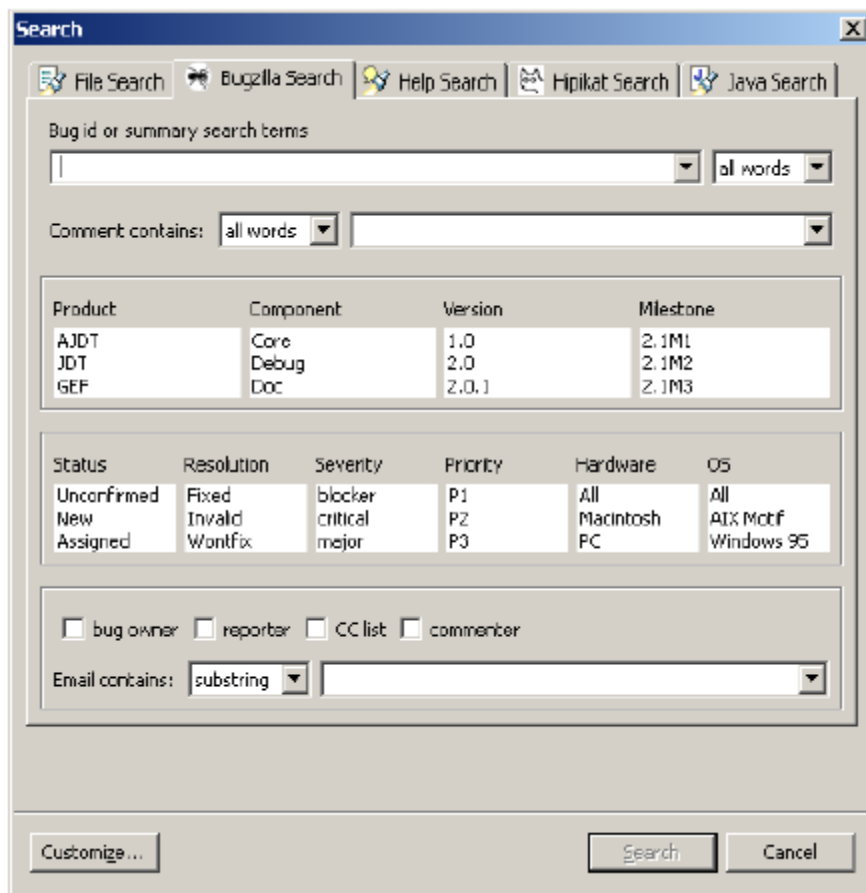 Search
File Search Bugzilla Search Help Search Hipikat Search Java Search
Bug id or summary search terms
all words
Comment contains: all words
Product Component Version Milestone
AJDT Core 1.0 2.1M1
JDT Debug 2.0 2.1M2
GEF Doc 2.0.1 2.1M3
Status Resolution Severity Priority Hardware OS
Unconfirmed Fixed blocker P1 All All
New Invalid critical P2 Macintosh AIX Motif
Assigned Wontfix major P3 PC Windows 95
bug owner reporter CC list commenter
Email contains: substring
Customize... Search Cancel